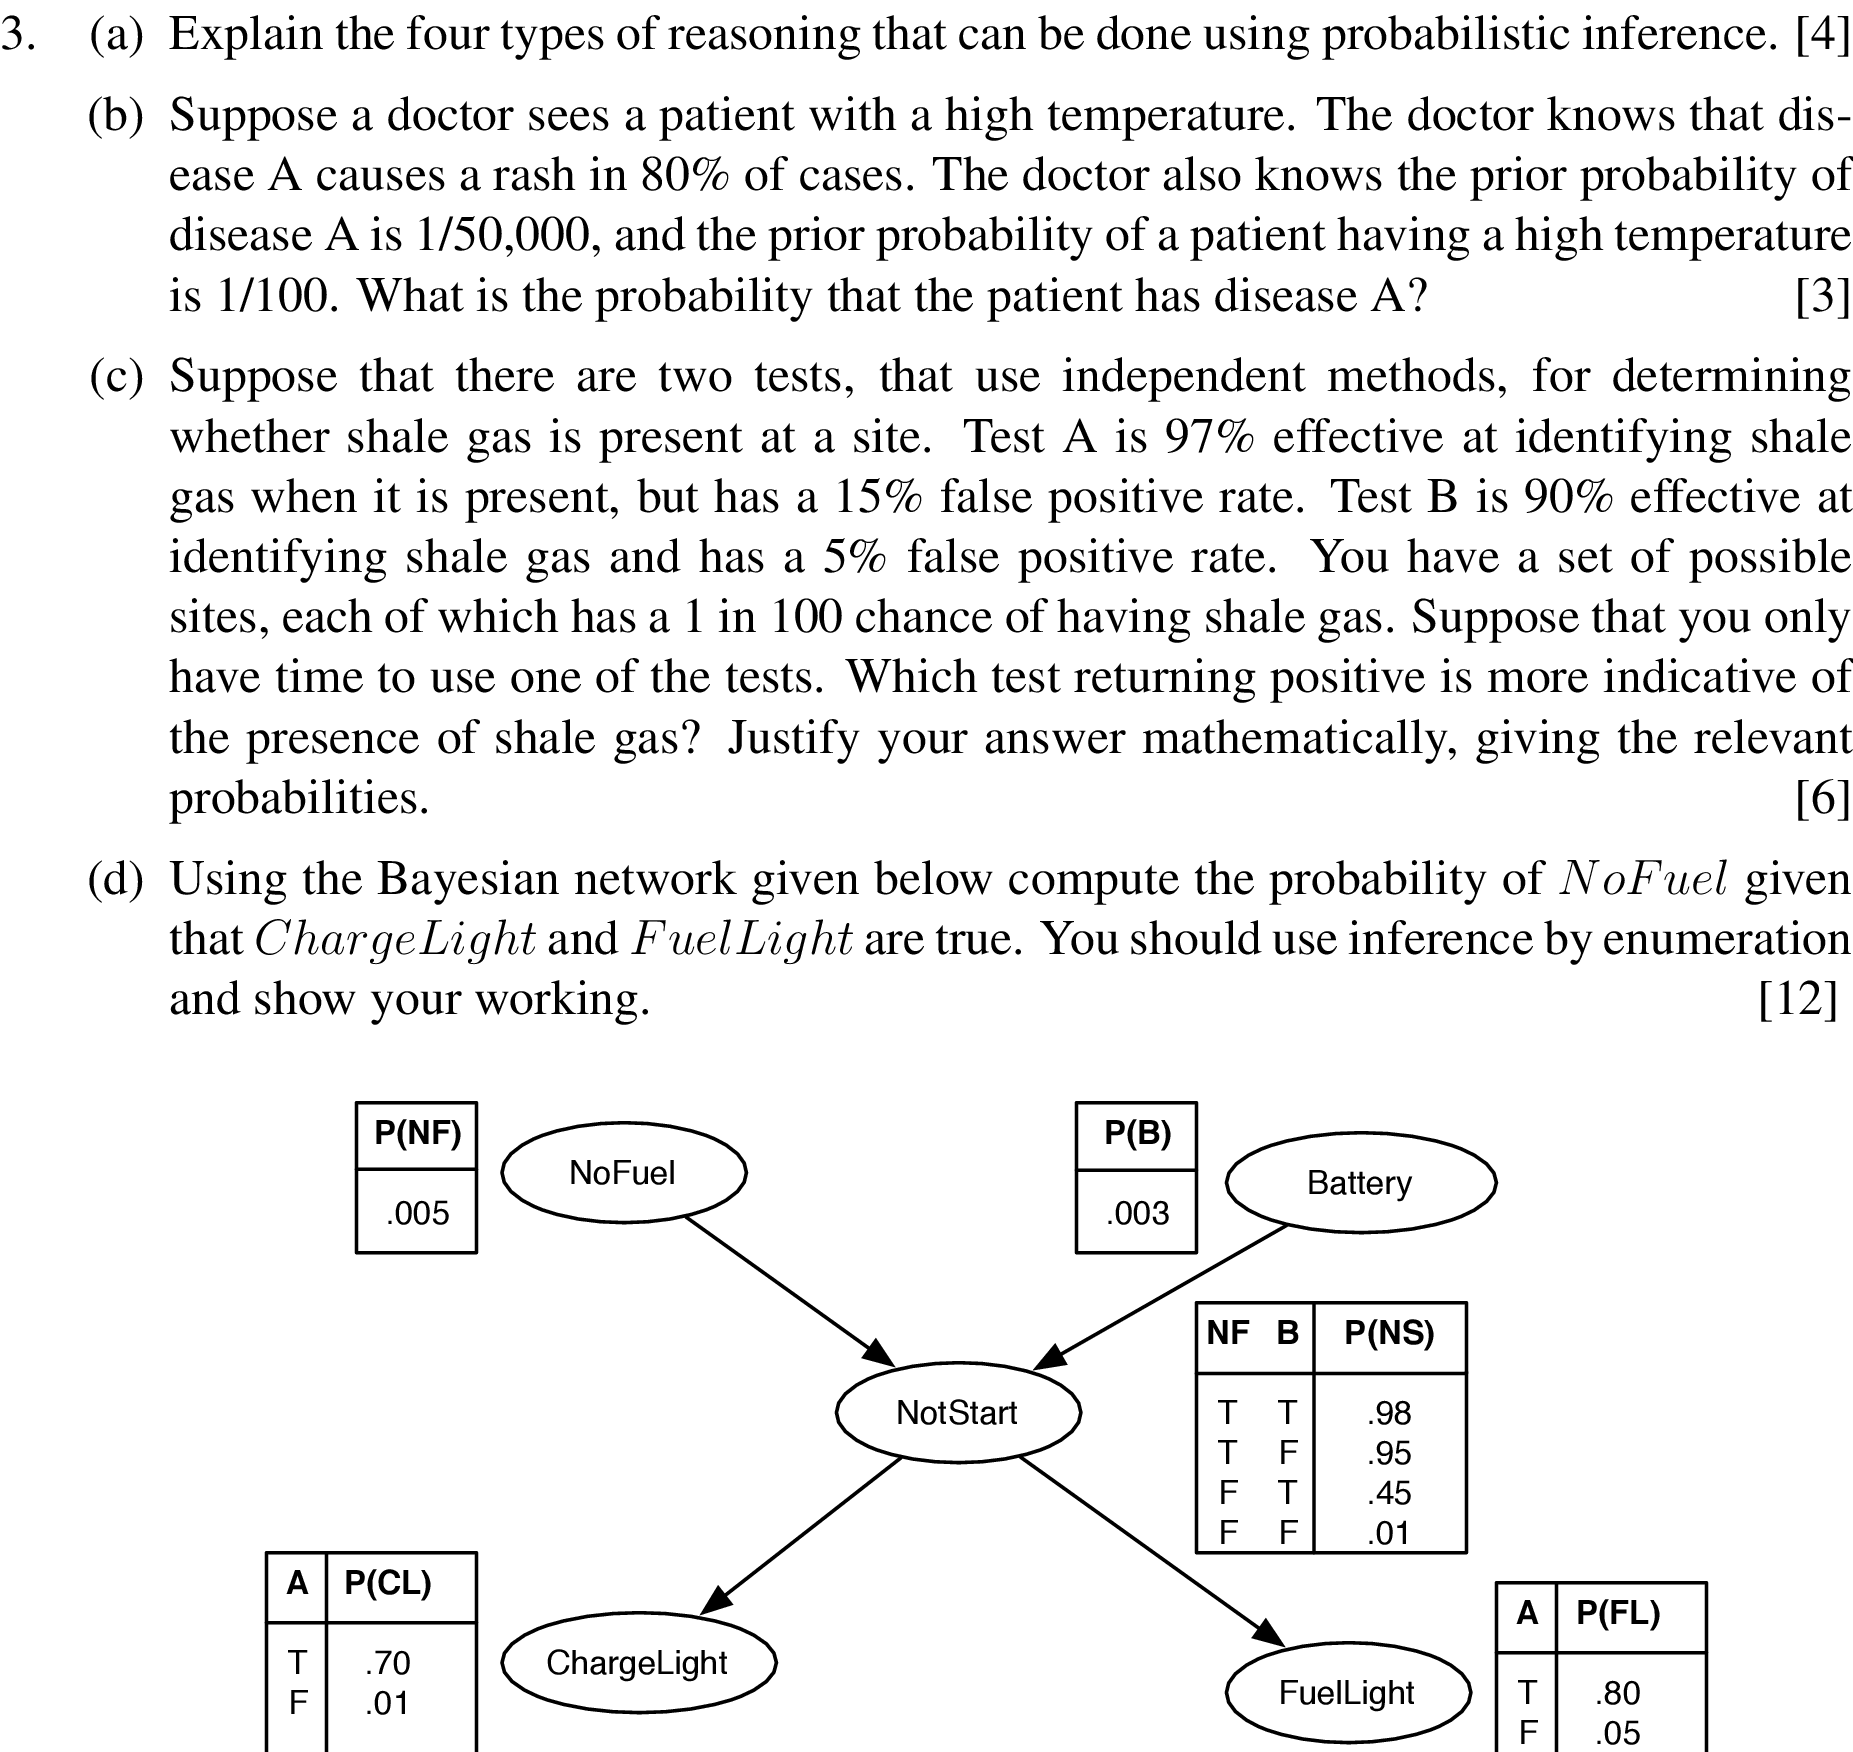 3. (a) Explain the four types of reasoning that can be done using probabilistic inference. [4]
(b) Suppose a doctor sees a patient with a high temperature. The doctor knows that dis-
ease A causes a rash in 80% of cases. The doctor also knows the prior probability of
disease A is 1/50,000, and the prior probability of a patient having a high temperature
is 1/100. What is the probability that the patient has disease A? [3]
(c) Suppose that there are two tests, that use independent methods, for determining
whether shale gas is present at a site. Test A is 97% effective at identifying shale
gas when it is present, but has a 15% false positive rate. Test B is 90% effective at
identifying shale gas and has a 5% false positive rate. You have a set of possible
sites, each of which has a 1 in 100 chance of having shale gas. Suppose that you only
have time to use one of the tests. Which test returning positive is more indicative of
the presence of shale gas? Justify your answer mathematically, giving the relevant
probabilities. [6]
(d) Using the Bayesian network given below compute the probability of NoFuel given
that ChargeLight and FuelLight are true. You should use inference by enumeration
and show your working. [12]
P(NF)
.005
NoFuel
P(B)
.003
Battery
NF B P(NS)
T T .98
T F .95
F T .45
F F .01
NotStart
A P(CL)
T .70
F .01
ChargeLight
FuelLight
A P(FL)
T .80
F .05